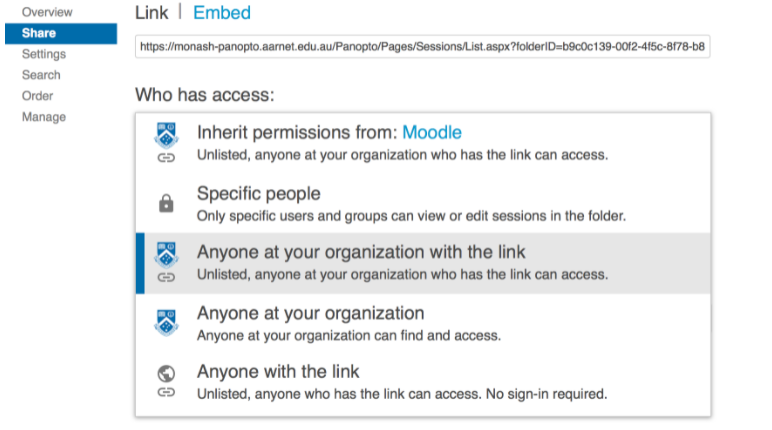 Overview
Share
Settings
Search
Order
Manage
Link | Embed
https://monash-panopto.aarnet.edu.au/Panopto/Pages/Sessions/List.aspx?folderID=b9c0c139-00f2-4f5c-8f78-b8
Who has access:
Inherit permissions from: Moodle
Unlisted, anyone at your organization who has the link can access.
Specific people
Only specific users and groups can view or edit sessions in the folder.
Anyone at your organization with the link
Unlisted, anyone at your organization who has the link can access.
Anyone at your organization
Anyone at your organization can find and access.
Anyone with the link
Unlisted, anyone who has the link can access. No sign-in required.